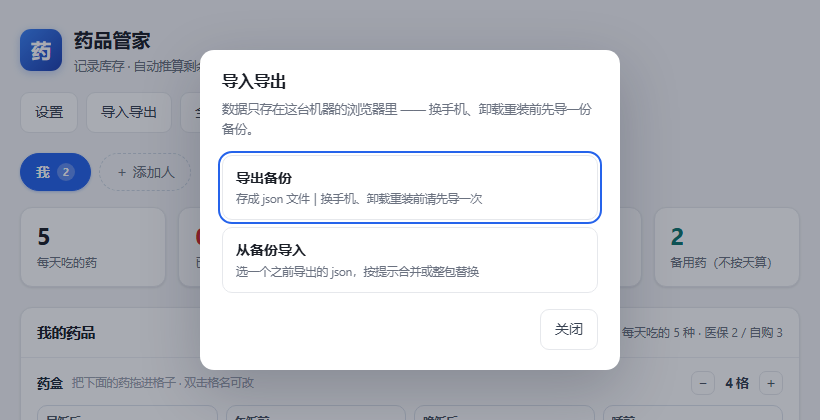 药
药品管家
记录库存 · 自动推算剩
设置
导入导出
我 2
+ 添加人
5
每天吃的药
2
备用药（不按天算）
导入导出
数据只存在这台机器的浏览器里 —— 换手机、卸载重装前先导一份
备份。
导出备份
存成 json 文件 | 换手机、卸载重装前请先导一次
从备份导入
选一个之前导出的 json，按提示合并或整包替换
关闭
我的药品
每天吃的 5 种 · 医保 2 / 自购 3
药盒 把下面的药拖进格子 · 双击格名可改
− 4 格 +